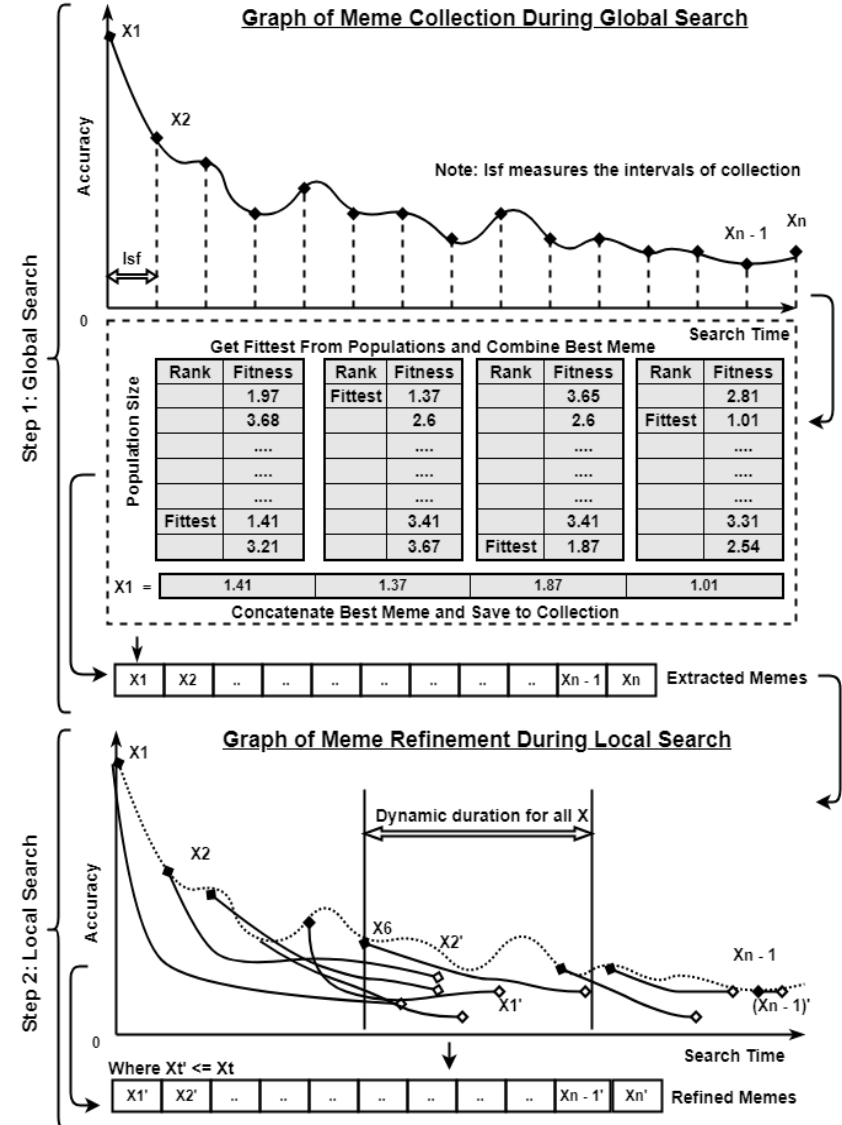 Graph of Meme Collection During Global Search
X1
X2
Accuracy
Note: Isf measures the intervals of collection
Xn - 1
Xn
Isf
0
Search Time
Step 1: Global Search
Get Fittest From Populations and Combine Best Meme
Population Size
Rank Fitness Rank Fitness Rank Fitness Rank Fitness
1.97 Fittest 1.37 3.65 2.81
3.68 2.6 2.6 Fittest 1.01
.... .... .... ....
.... .... .... ....
.... .... .... ....
Fittest 1.41 3.41 3.41 3.31
3.21 3.67 Fittest 1.87 2.54
X1 = 1.41 1.37 1.87 1.01
Concatenate Best Meme and Save to Collection
X1 X2 .. .. .. .. .. .. .. Xn - 1 Xn Extracted Memes
Graph of Meme Refinement During Local Search
X1
Dynamic duration for all X
X2
Accuracy
X6
X2'
Xn - 1
X1'
(Xn - 1)'
0
Search Time
Step 2: Local Search
Where Xt' <= Xt
X1' X2' .. .. .. .. .. .. .. Xn - 1' Xn' Refined Memes